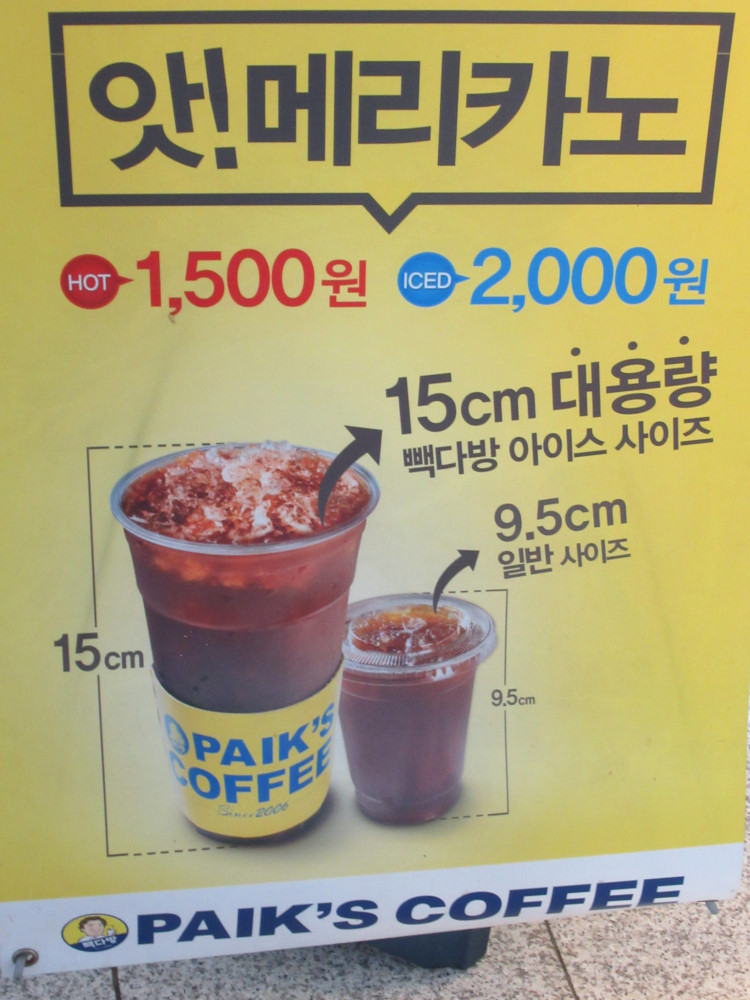 앗!메리카노
HOT 1,500원 ICED 2,000원
15cm 대용량
빽다방 아이스 사이즈
9.5cm
일반 사이즈
15cm
9.5cm
PAIK'S
COFFEE
Since 2006
빽다방 PAIK'S COFFEE